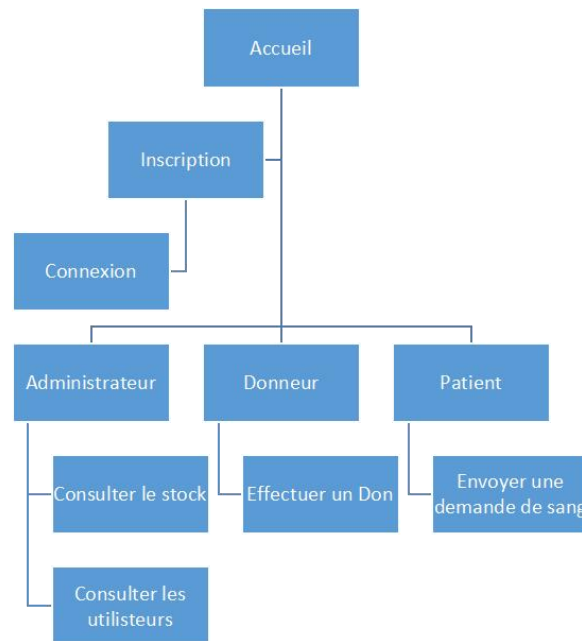 Accueil
Inscription
Connexion
Administrateur
Donneur
Patient
Consulter le stock
Effectuer un Don
Envoyer une
demande de sang
Consulter les
utilisteurs